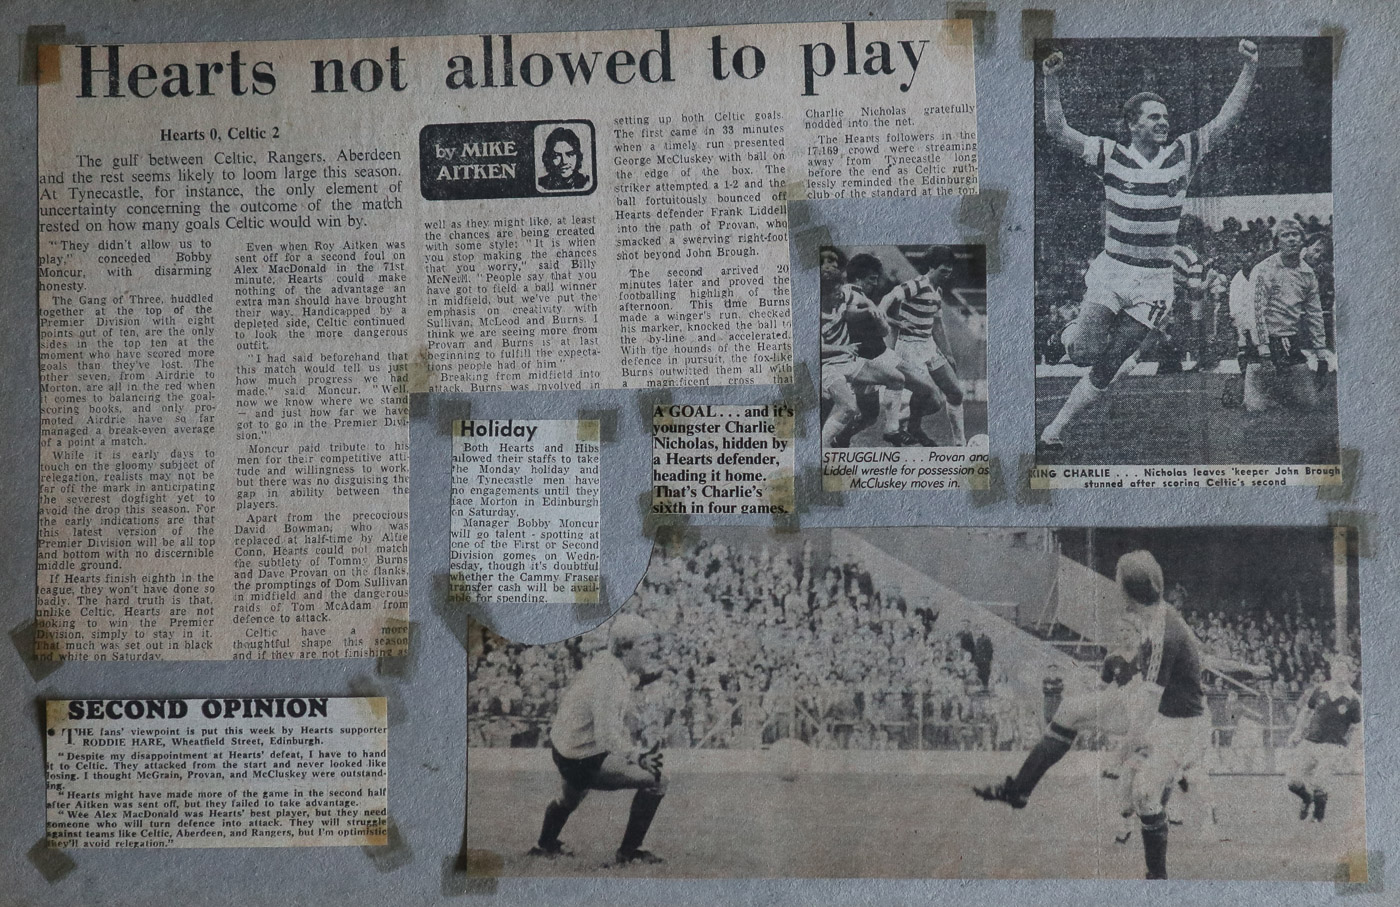 Hearts not allowed to play
Hearts 0, Celtic 2
The gulf between Celtic, Rangers, Aberdeen
and the rest seems likely to loom large this season.
At Tynecastle, for instance, the only element of
uncertainty concerning the outcome of the match
rested on how many goals Celtic would win by.
"They didn't allow us to
play," conceded Bobby
Moncur, with disarming
honesty.
The Gang of Three, huddled
together at the top of the
Premier Division with eight
points out of ten, are the only
sides in the top ten at the
moment who have scored more
goals than they've lost. The
other seven, from Airdrie to
Morton, are all in the red when
it comes to balancing the goal-
scoring books, and only pro-
moted Airdrie have so far
managed a break-even average
of a point a match.
While it is early days to
touch on the gloomy subject of
relegation, realists may not be
far off the mark in anticipating
the severest dogfight yet to
avoid the drop this season. For
the early indications are that
this latest version of the
Premier Division will be all top
and bottom with no discernible
middle ground.
If Hearts finish eighth in the
league, they won't have done so
badly. The hard truth is that,
unlike Celtic, Hearts are not
looking to win the Premier
Division, simply to stay in it.
That much was set out in black
and white on Saturday.
Even when Roy Aitken was
sent off for a second foul on
Alex MacDonald in the 71st
minute, Hearts could make
nothing of the advantage an
extra man should have brought
their way. Handicapped by a
depleted side, Celtic continued
to look the more dangerous
outfit.
"I had said beforehand that
this match would tell us just
how much progress we had
made," said Moncur. "Well,
now we know where we stand
— and just how far we have
got to go in the Premier Divi-
sion."
Moncur paid tribute to his
men for their competitive atti-
tude and willingness to work,
but there was no disguising the
gap in ability between the
players.
Apart from the precocious
David Bowman, who was
replaced at half-time by Alfie
Conn, Hearts could not match
the subtlety of Tommy Burns
and Dave Provan on the flanks,
the promptings of Dom Sullivan
in midfield and the dangerous
raids of Tom McAdam from
defence to attack.
Celtic have a more
thoughtful shape this season
and if they are not finishing as
by MIKE
AITKEN
well as they might like, at least
the chances are being created
with some style: "It is when
you stop making the chances
that you worry," said Billy
McNeill. "People say that you
have got to field a ball winner
in midfield, but we've put the
emphasis on creativity with
Sullivan, McLeod and Burns. I
think we are seeing more from
Provan and Burns is at last
beginning to fulfill the expecta-
tions people had of him."
Breaking from midfield into
attack, Burns was involved in
setting up both Celtic goals.
The first came in 33 minutes
when a timely run presented
George McCluskey with ball on
the edge of the box. The
striker attempted a 1-2 and the
ball fortuitously bounced off
Hearts defender Frank Liddell
into the path of Provan, who
smacked a swerving right-foot
shot beyond John Brough.
The second arrived 20
minutes later and proved the
footballing highligh of the
afternoon. This time Burns
made a winger's run, checked
his marker, knocked the ball to
the by-line and accelerated.
With the hounds of the Hearts
defence in pursuit, the fox-like
Burns outwitted them all with
a magnificent cross that
Charlie Nicholas gratefully
nodded into the net.
The Hearts followers in the
17,169 crowd were streaming
away from Tynecastle long
before the end as Celtic ruth-
lessly reminded the Edinburgh
club of the standard at the top.
STRUGGLING . . . Provan and
Liddell wrestle for possession as
McCluskey moves in.
KING CHARLIE . . . Nicholas leaves 'keeper John Brough
stunned after scoring Celtic's second
Holiday
Both Hearts and Hibs
allowed their staffs to take
the Monday holiday and
the Tynecastle men have
no engagements until they
face Morton in Edinburgh
on Saturday.
Manager Bobby Moncur
will go talent - spotting at
one of the First or Second
Division games on Wedn-
esday, though it's doubtful
whether the Cammy Fraser
transfer cash will be avail-
able for spending.
A GOAL . . . and it's
youngster Charlie
Nicholas, hidden by
a Hearts defender,
heading it home.
That's Charlie's
sixth in four games.
SECOND OPINION
• THE fans' viewpoint is put this week by Hearts supporter
RODDIE HARE, Wheatfield Street, Edinburgh.
"Despite my disappointment at Hearts' defeat, I have to hand
it to Celtic. They attacked from the start and never looked like
losing. I thought McGrain, Provan, and McCluskey were outstand-
ing.
"Hearts might have made more of the game in the second half
after Aitken was sent off, but they failed to take advantage.
"Wee Alex MacDonald was Hearts' best player, but they need
someone who will turn defence into attack. They will struggle
against teams like Celtic, Aberdeen, and Rangers, but I'm optimistic
they'll avoid relegation."